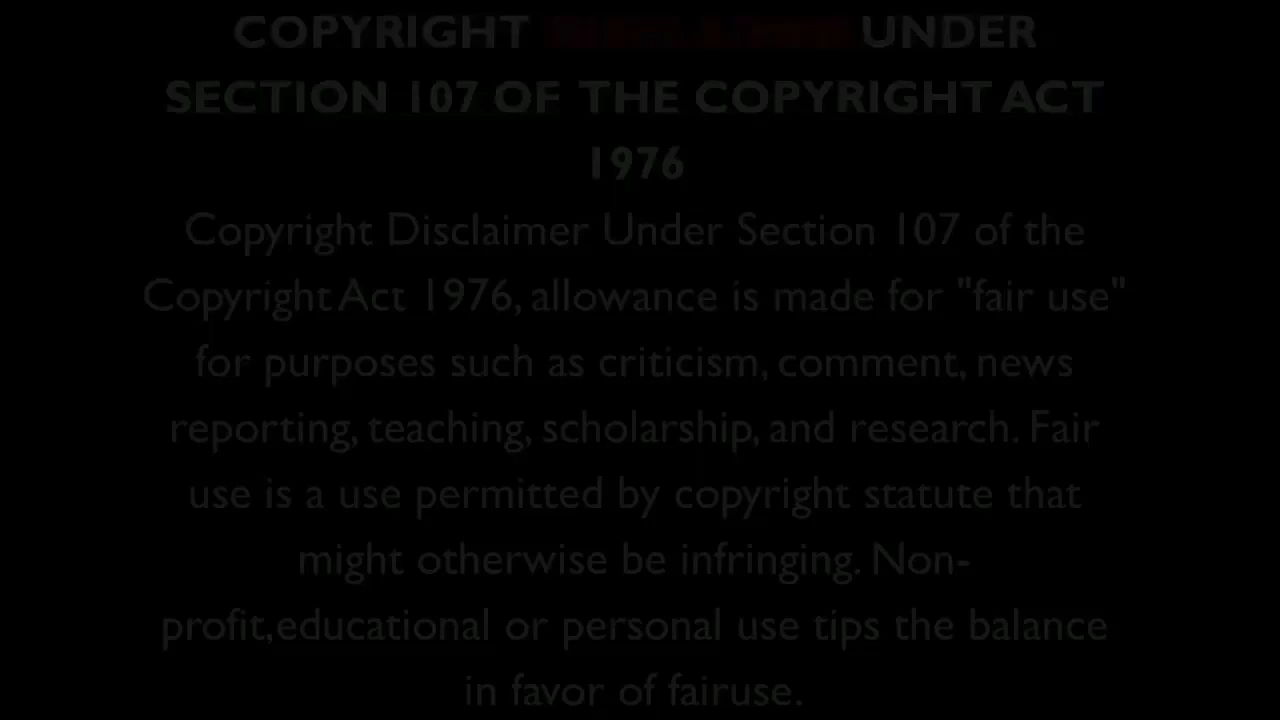 COPYRIGHT DISCLAIMER UNDER
SECTION 107 OF THE COPYRIGHT ACT
1976
Copyright Disclaimer Under Section 107 of the
Copyright Act 1976, allowance is made for "fair use"
for purposes such as criticism, comment, news
reporting, teaching, scholarship, and research. Fair
use is a use permitted by copyright statute that
might otherwise be infringing. Non-
profit,educational or personal use tips the balance
in favor of fairuse.